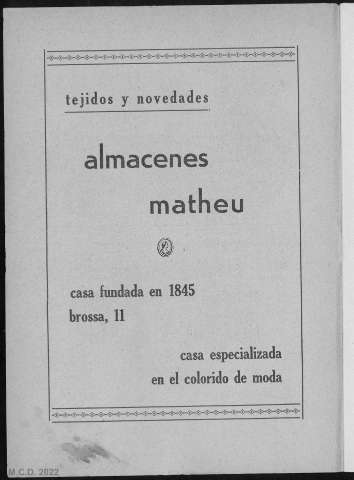 tejidos y novedades
almacenes
matheu
casa fundada en 1845
brossa, 11
casa especializada
en el colorido de moda
M.C.D. 2022